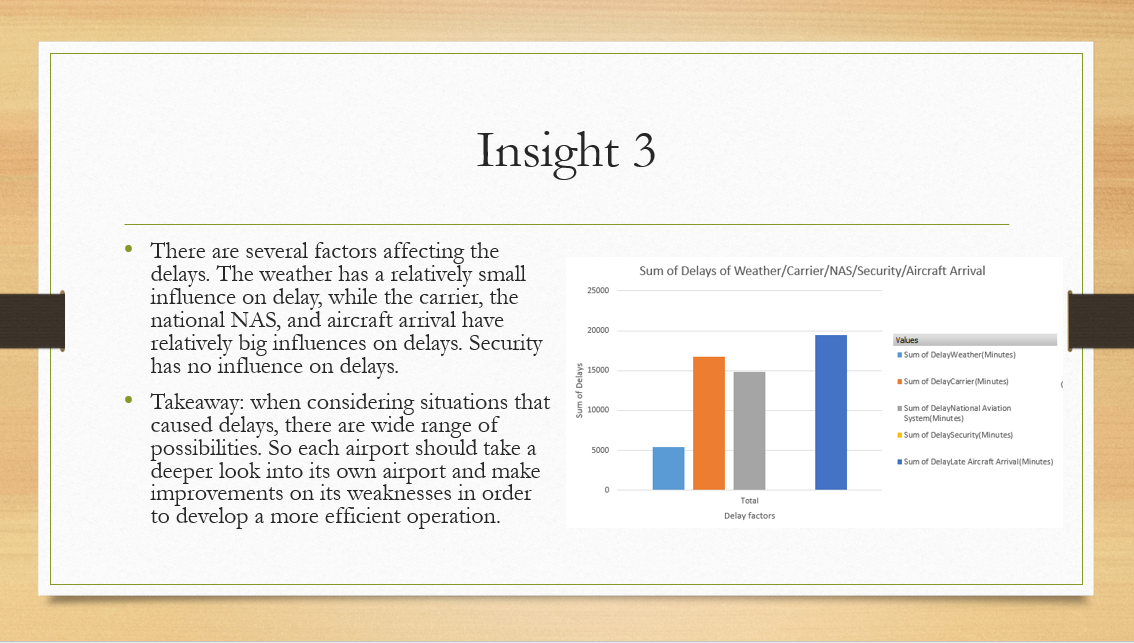 Insight 3
• There are several factors affecting the
delays. The weather has a relatively small
influence on delay, while the carrier, the
national NAS, and aircraft arrival have
relatively big influences on delays. Security
has no influence on delays.
• Takeaway: when considering situations that
caused delays, there are wide range of
possibilities. So each airport should take a
deeper look into its own airport and make
improvements on its weaknesses in order
to develop a more efficient operation.
Sum of Delays of Weather/Carrier/NAS/Security/Aircraft Arrival
Sum of Delays
25000
20000
15000
10000
5000
0
Total
Delay factors
Values
Sum of DelayWeather(Minutes)
Sum of DelayCarrier(Minutes)
Sum of DelayNational Aviation
System(Minutes)
Sum of DelaySecurity(Minutes)
Sum of DelayLate Aircraft Arrival(Minutes)